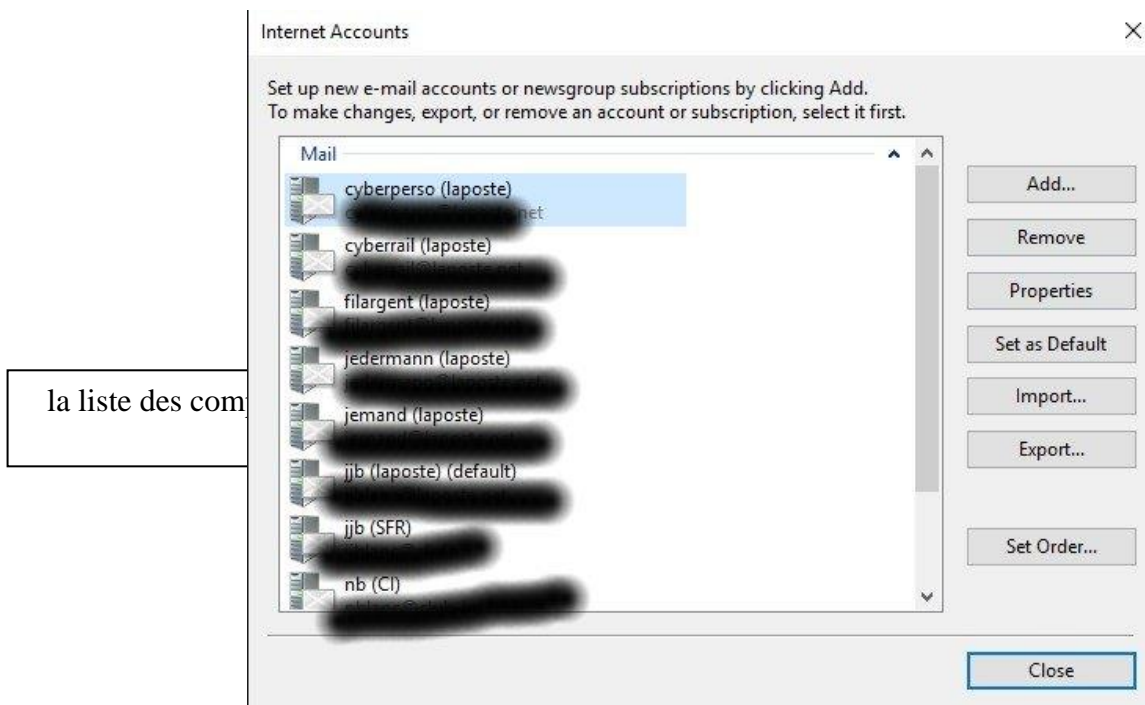 Internet Accounts
Set up new e-mail accounts or newsgroup subscriptions by clicking Add.
To make changes, export, or remove an account or subscription, select it first.
Mail
cyberperso (laposte)
net
cyberrail (laposte)
filargent (laposte)
jedermann (laposte)
jemand (laposte)
jjb (laposte) (default)
jjb (SFR)
nb (CI)
Add...
Remove
Properties
Set as Default
Import...
Export...
Set Order...
Close
la liste des